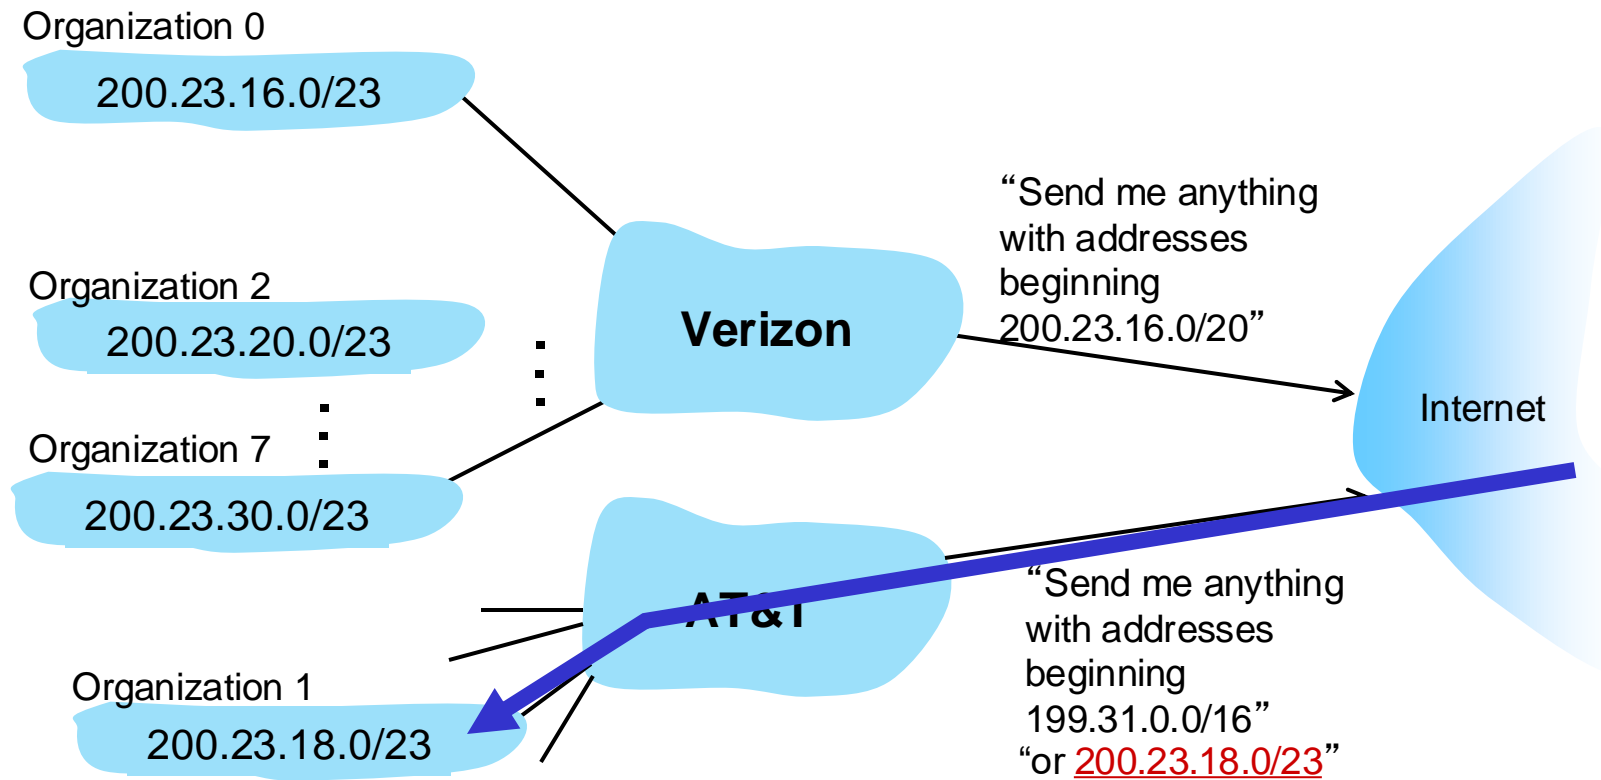 Organization 0
200.23.16.0/23
Organization 2
200.23.20.0/23
Organization 7
200.23.30.0/23
Organization 1
200.23.18.0/23
Verizon
AT&T
“Send me anything
with addresses
beginning
200.23.16.0/20”
Internet
“Send me anything
with addresses
beginning
199.31.0.0/16”
“or 200.23.18.0/23”